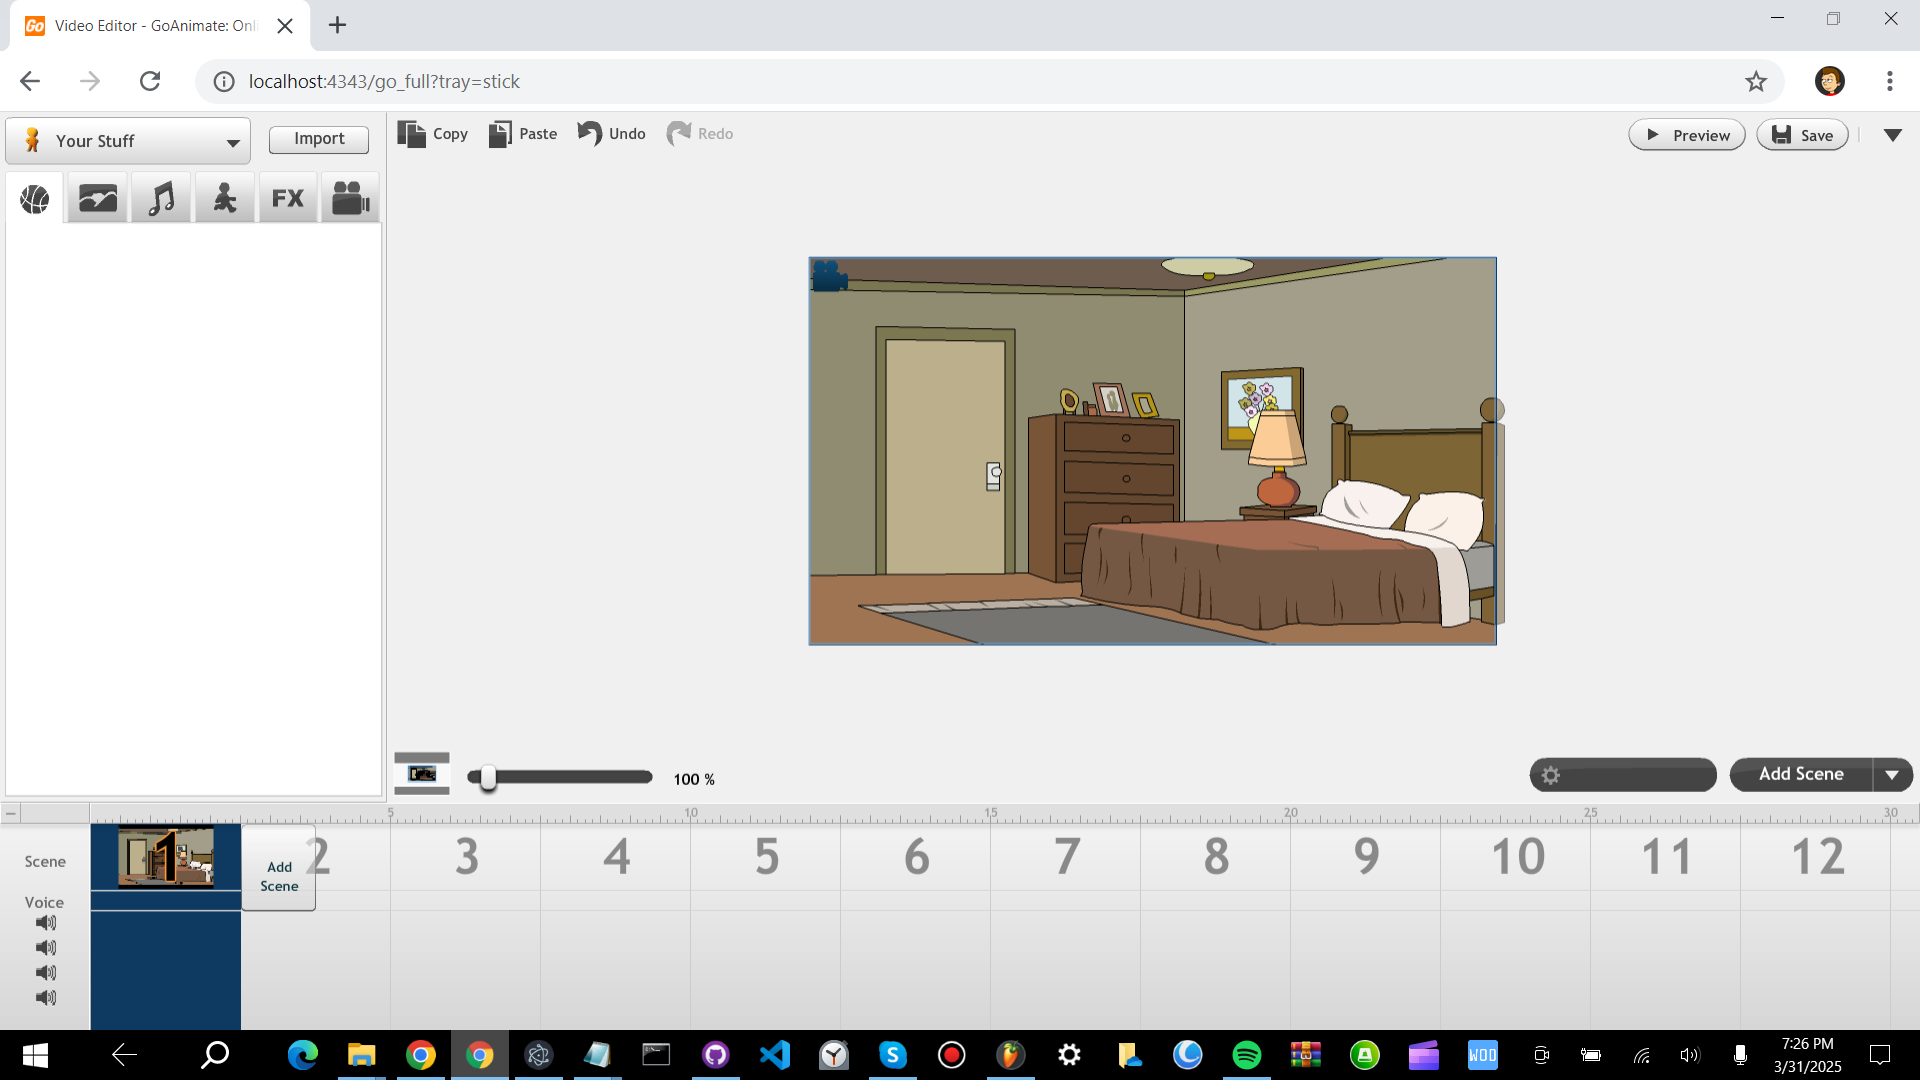 Go Video Editor - GoAnimate: Onl
localhost:4343/go_full?tray=stick
Your Stuff
Import
Copy
Paste
Undo
Redo
Preview
Save
FX
100 %
Add Scene
5 10 15 20 25 30
Scene
Add
Scene
2 3 4 5 6 7 8 9 10 11 12
Voice
WOO
7:26 PM
3/31/2025